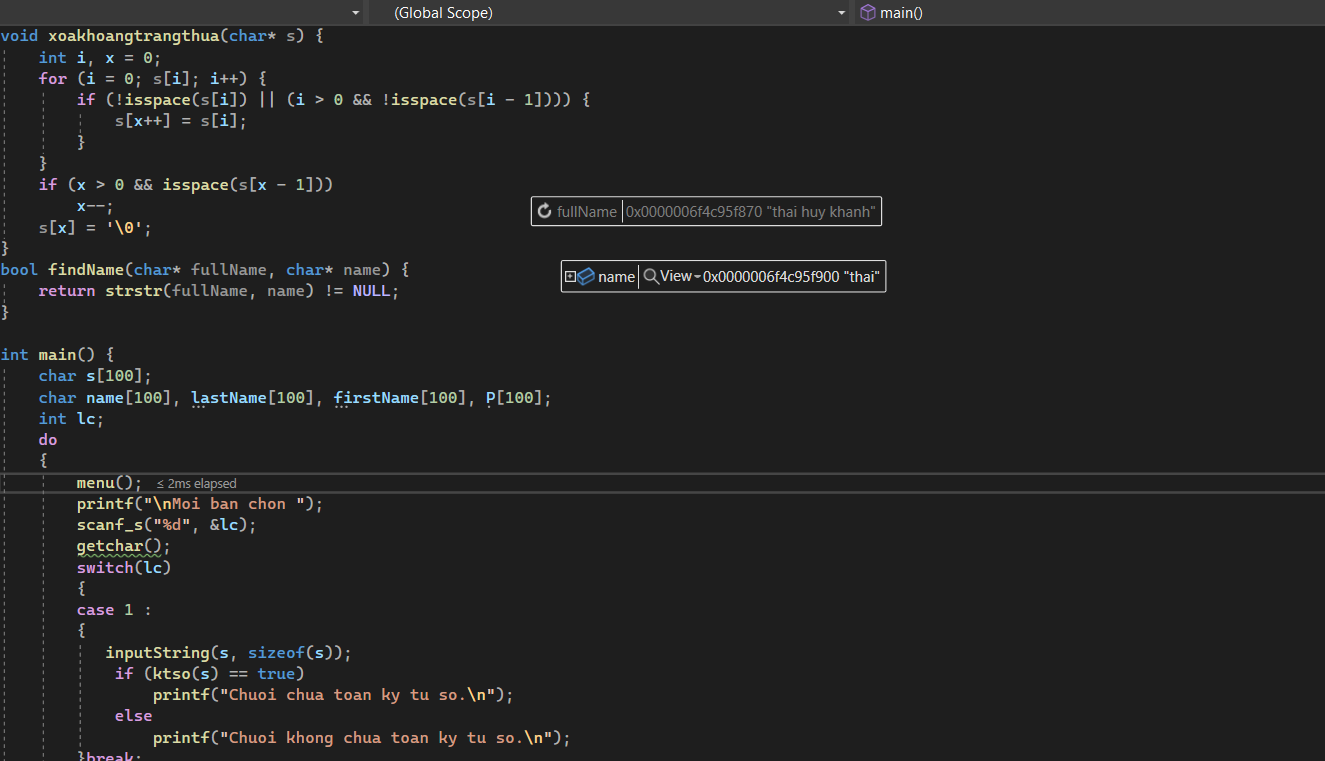 (Global Scope) main()
void xoakhoangtrangthua(char* s) {
    int i, x = 0;
    for (i = 0; s[i]; i++) {
        if (!isspace(s[i]) || (i > 0 && !isspace(s[i - 1]))) {
            s[x++] = s[i];
        }
    }
    if (x > 0 && isspace(s[x - 1]))
        x--;
fullName 0x0000006f4c95f870 "thai huy khanh"
    s[x] = '\0';
}
bool findName(char* fullName, char* name) {
name View 0x0000006f4c95f900 "thai"
    return strstr(fullName, name) != NULL;
}
int main() {
    char s[100];
    char name[100], lastName[100], firstName[100], P[100];
    int lc;
    do
    {
        menu(); ≤ 2ms elapsed
        printf("\nMoi ban chon ");
        scanf_s("%d", &lc);
        getchar();
        switch(lc)
        {
        case 1 :
        {
           inputString(s, sizeof(s));
            if (ktso(s) == true)
                printf("Chuoi chua toan ky tu so.\n");
            else
                printf("Chuoi khong chua toan ky tu so.\n");
        }break;